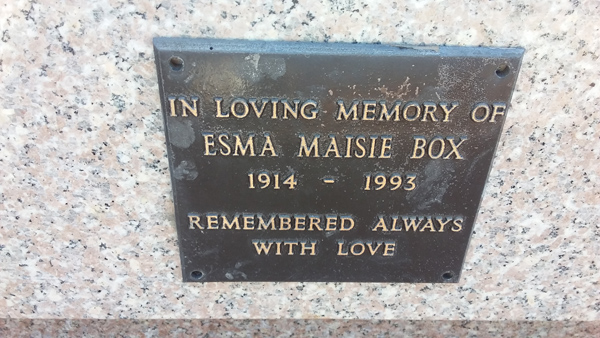 IN LOVING MEMORY OF
ESMA MAISIE BOX
1914 - 1993
REMEMBERED ALWAYS
WITH LOVE